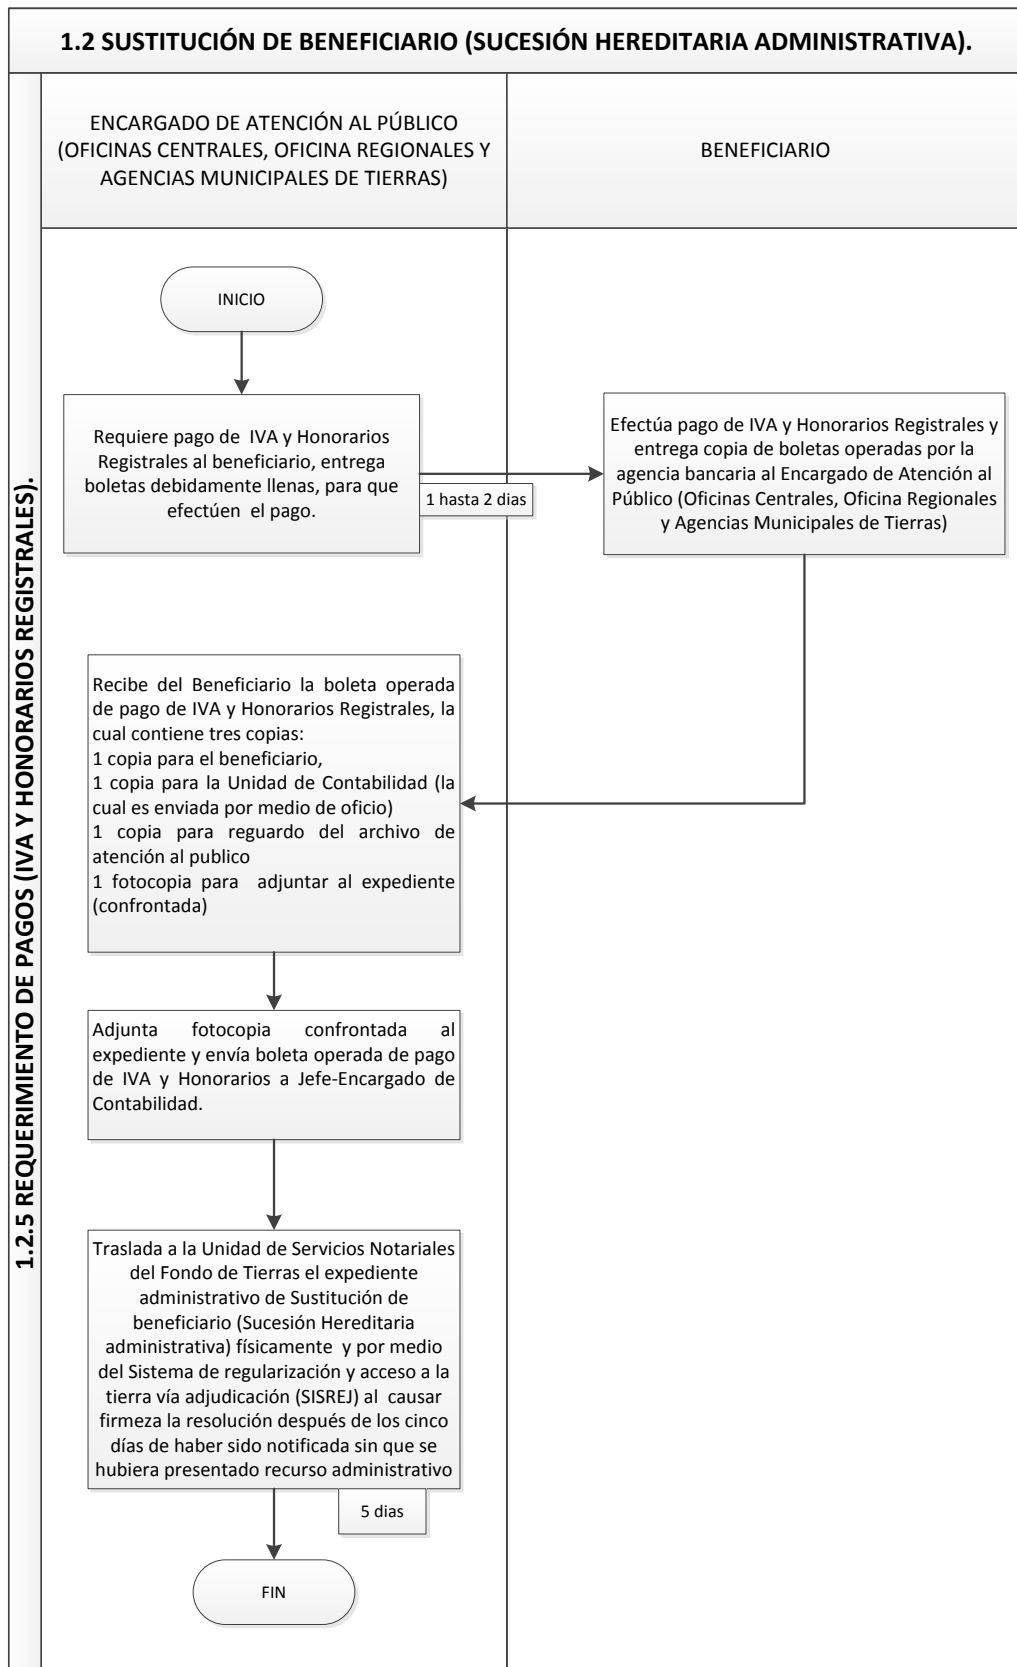 1.2 SUSTITUCIÓN DE BENEFICIARIO (SUCESIÓN HEREDITARIA ADMINISTRATIVA).
1.2.5 REQUERIMIENTO DE PAGOS (IVA Y HONORARIOS REGISTRALES).
ENCARGADO DE ATENCIÓN AL PÚBLICO
(OFICINAS CENTRALES, OFICINA REGIONALES Y
AGENCIAS MUNICIPALES DE TIERRAS)
BENEFICIARIO
INICIO
Requiere pago de IVA y Honorarios
Registrales al beneficiario, entrega
boletas debidamente llenas, para que
efectúen el pago.
1 hasta 2 dias
Efectúa pago de IVA y Honorarios Registrales y
entrega copia de boletas operadas por la
agencia bancaria al Encargado de Atención al
Público (Oficinas Centrales, Oficina Regionales
y Agencias Municipales de Tierras)
Recibe del Beneficiario la boleta operada
de pago de IVA y Honorarios Registrales, la
cual contiene tres copias:
1 copia para el beneficiario,
1 copia para la Unidad de Contabilidad (la
cual es enviada por medio de oficio)
1 copia para reguardo del archivo de
atención al publico
1 fotocopia para adjuntar al expediente
(confrontada)
Adjunta fotocopia confrontada al
expediente y envía boleta operada de pago
de IVA y Honorarios a Jefe-Encargado de
Contabilidad.
Traslada a la Unidad de Servicios Notariales
del Fondo de Tierras el expediente
administrativo de Sustitución de
beneficiario (Sucesión Hereditaria
administrativa) físicamente y por medio
del Sistema de regularización y acceso a la
tierra vía adjudicación (SISREJ) al causar
firmeza la resolución después de los cinco
días de haber sido notificada sin que se
hubiera presentado recurso administrativo
5 dias
FIN